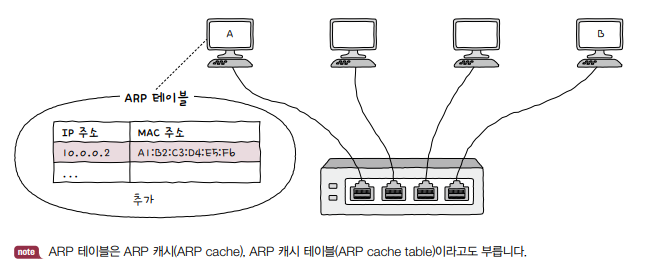 A
B
ARP 테이블
IP 주소 MAC 주소
10.0.0.2 A1:B2:C3:D4:E5:F6
...
추가
note ARP 테이블은 ARP 캐시(ARP cache), ARP 캐시 테이블(ARP cache table)이라고도 부릅니다.